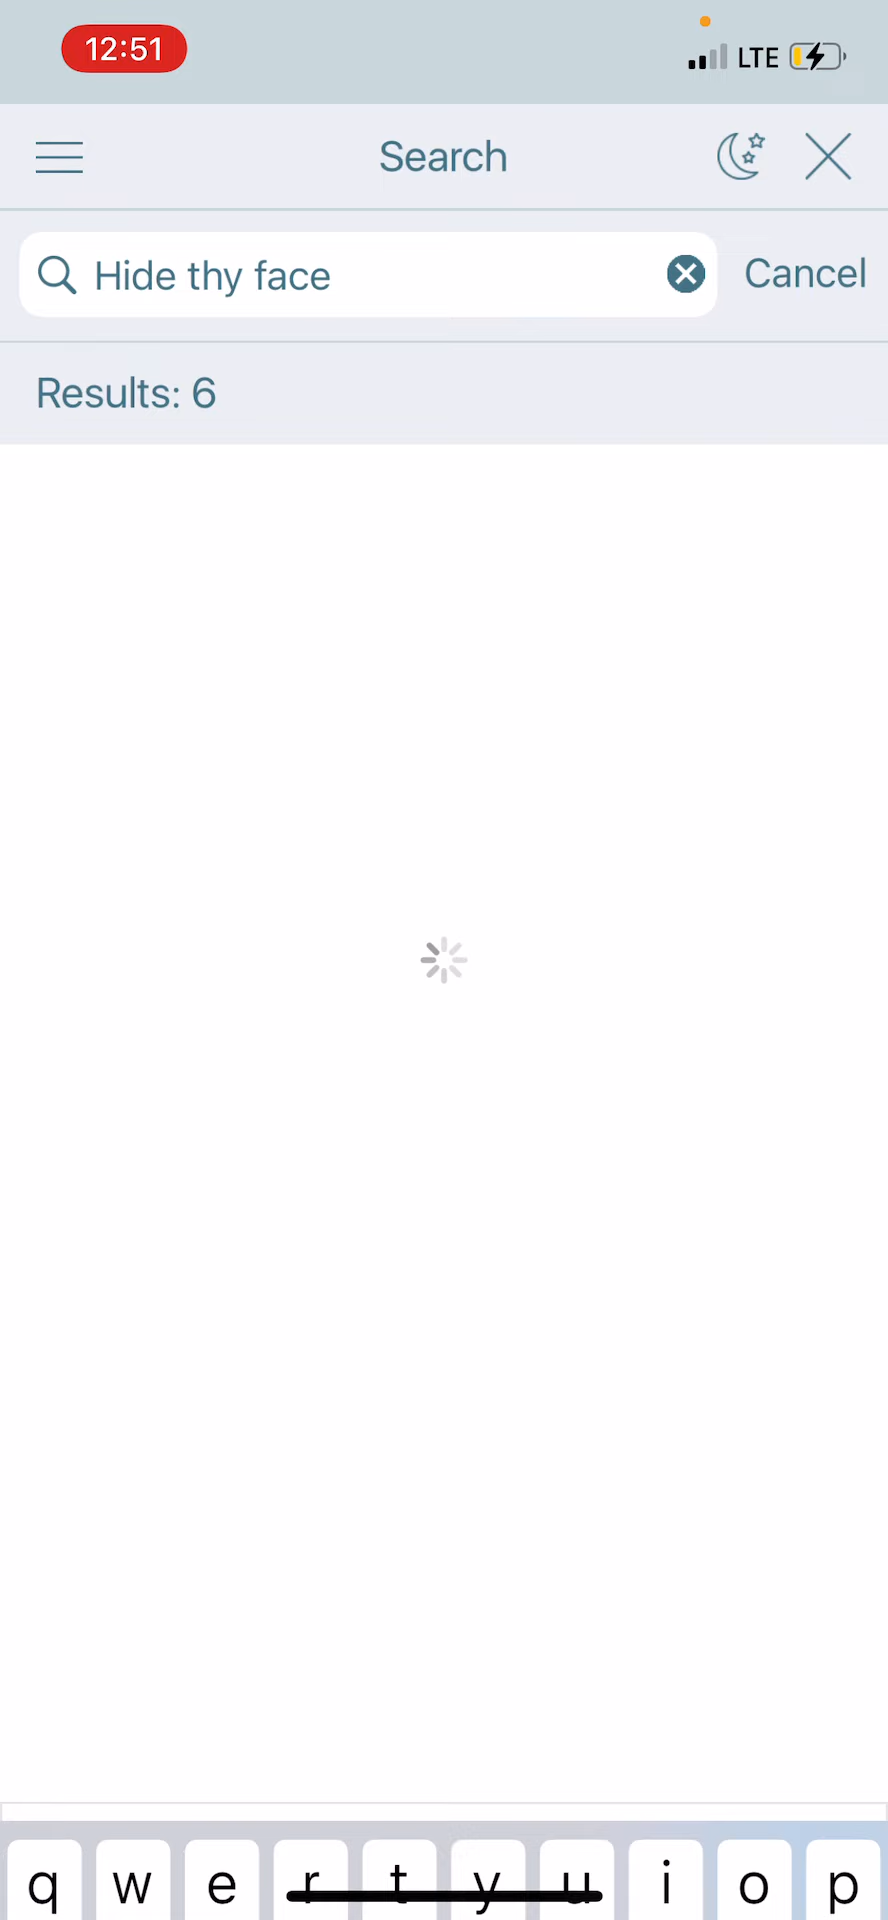 12:51
LTE
Search
Hide thy face
Cancel
Results: 6
q w e r t y u i o p